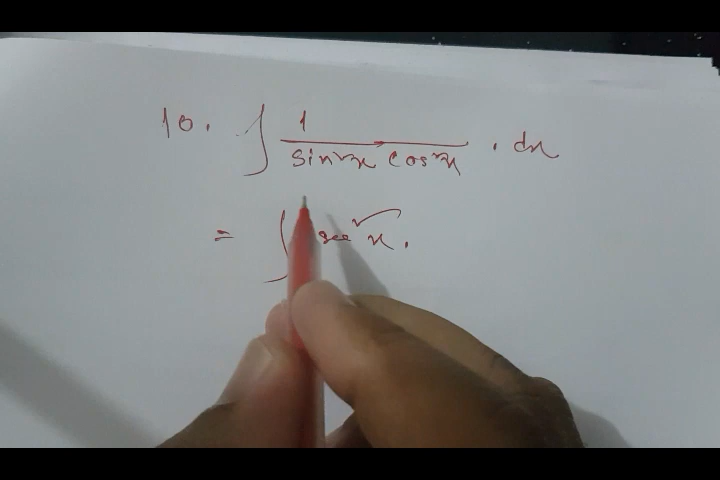 10. ∫ 1 / (sin²x cos²x) . dx
= ∫ sec²x.